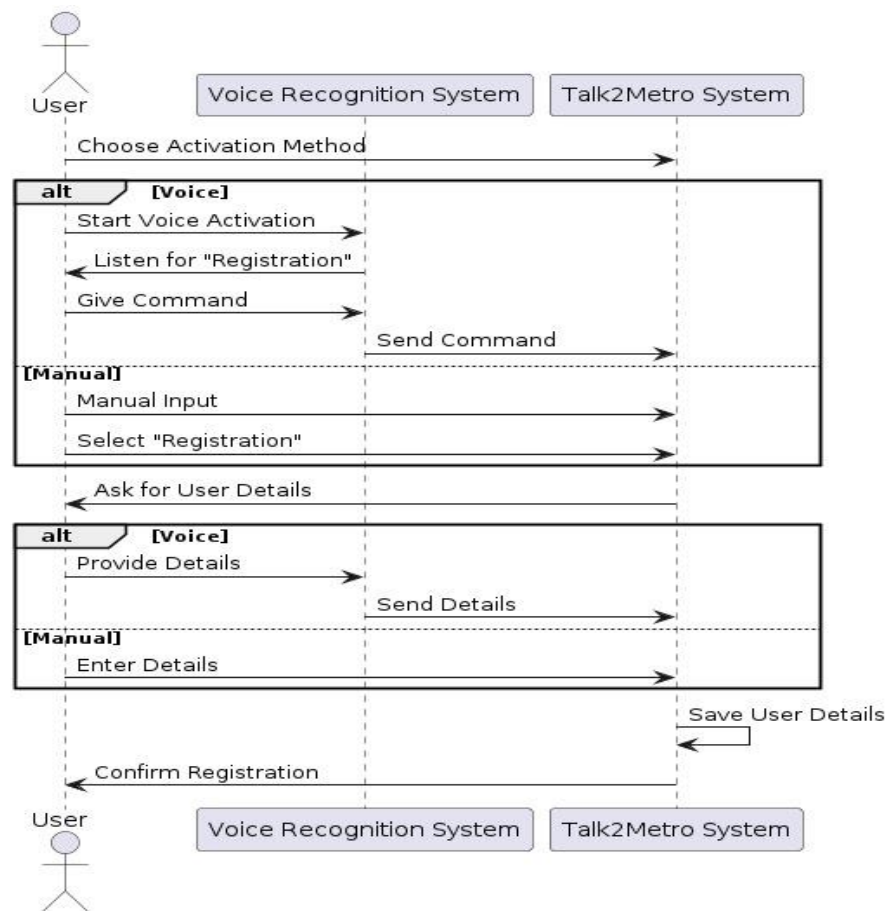 User
Voice Recognition System
Talk2Metro System
Choose Activation Method
alt
[Voice]
Start Voice Activation
Listen for "Registration"
Give Command
Send Command
[Manual]
Manual Input
Select "Registration"
Ask for User Details
alt
[Voice]
Provide Details
Send Details
[Manual]
Enter Details
Save User Details
Confirm Registration
User
Voice Recognition System
Talk2Metro System